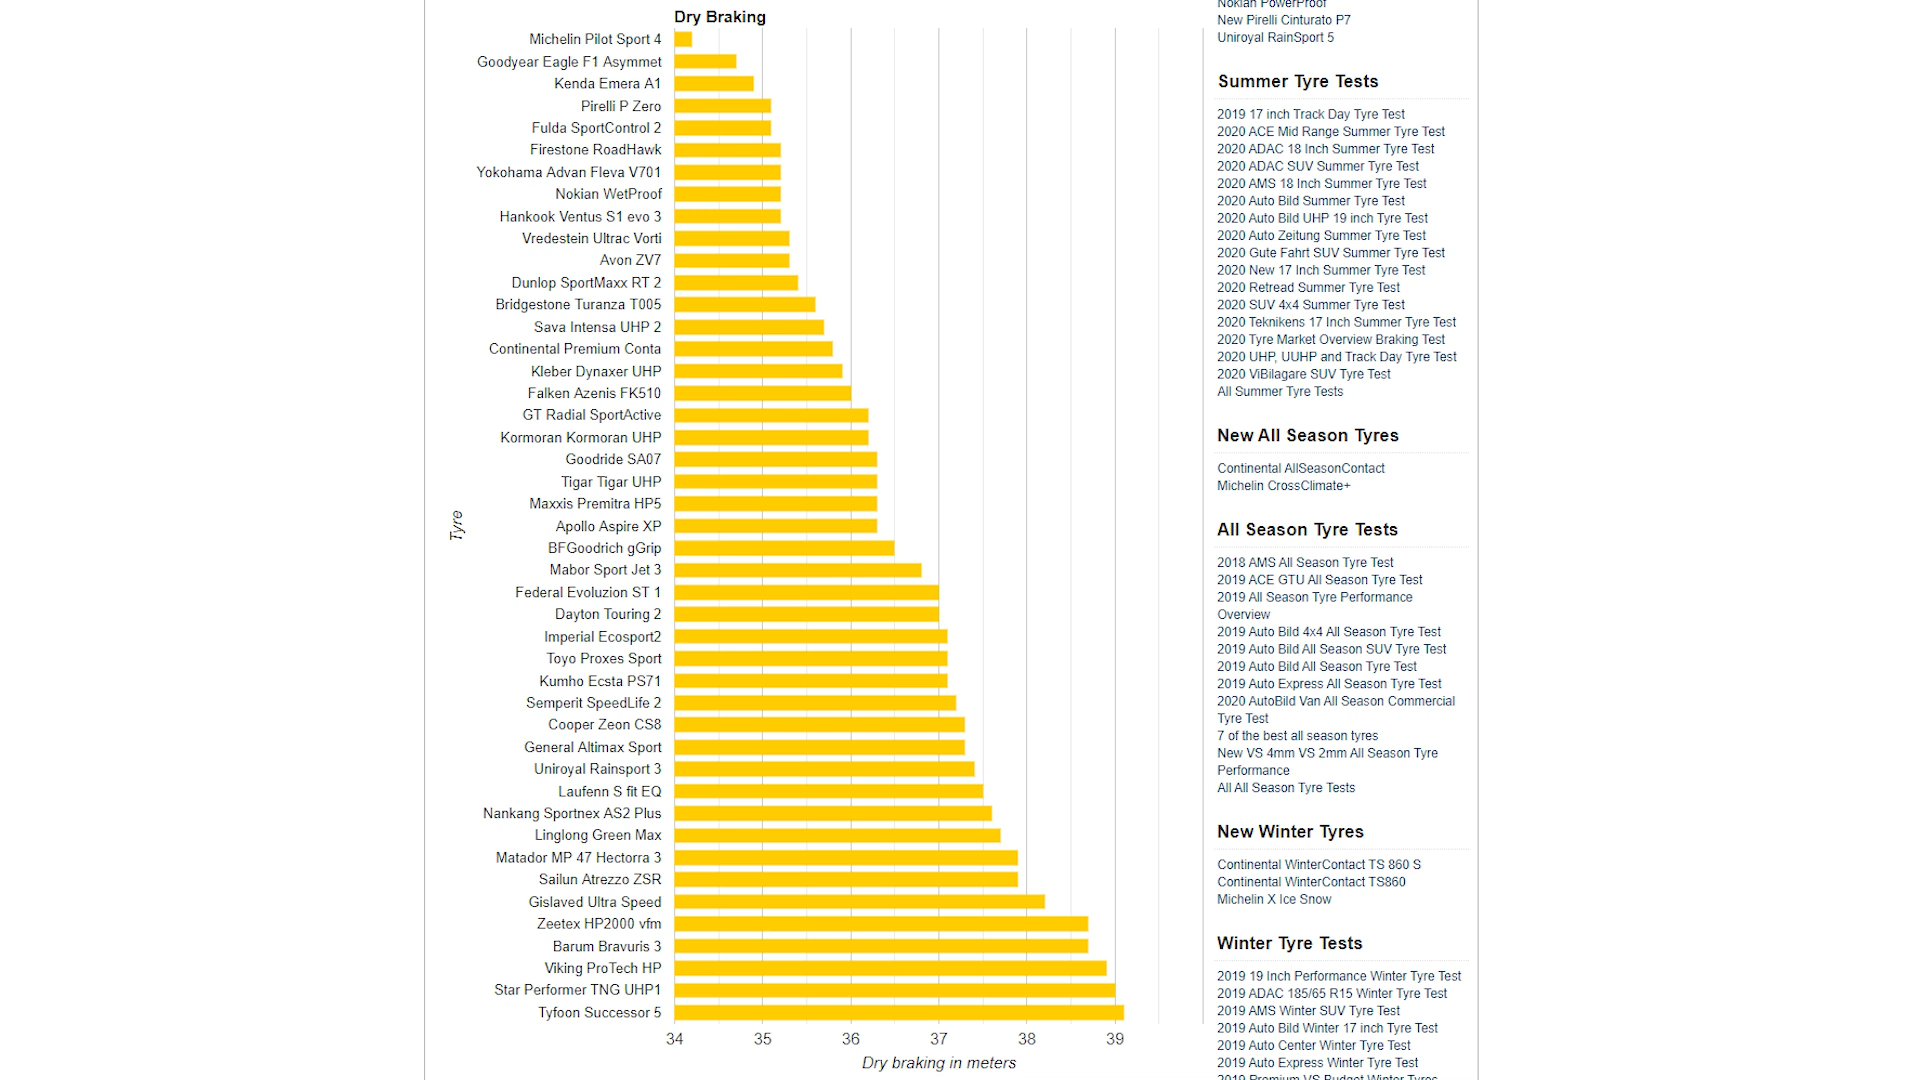 Dry Braking
Michelin Pilot Sport 4
Goodyear Eagle F1 Asymmet
Kenda Emera A1
Pirelli P Zero
Fulda SportControl 2
Firestone RoadHawk
Yokohama Advan Fleva V701
Nokian WetProof
Hankook Ventus S1 evo 3
Vredestein Ultrac Vorti
Avon ZV7
Dunlop SportMaxx RT 2
Bridgestone Turanza T005
Sava Intensa UHP 2
Continental Premium Conta
Kleber Dynaxer UHP
Falken Azenis FK510
GT Radial SportActive
Kormoran Kormoran UHP
Goodride SA07
Tigar Tigar UHP
Maxxis Premitra HP5
Apollo Aspire XP
BFGoodrich gGrip
Mabor Sport Jet 3
Federal Evoluzion ST 1
Dayton Touring 2
Imperial Ecosport2
Toyo Proxes Sport
Kumho Ecsta PS71
Semperit SpeedLife 2
Cooper Zeon CS8
General Altimax Sport
Uniroyal Rainsport 3
Laufenn S fit EQ
Nankang Sportnex AS2 Plus
Linglong Green Max
Matador MP 47 Hectorra 3
Sailun Atrezzo ZSR
Gislaved Ultra Speed
Zeetex HP2000 vfm
Barum Bravuris 3
Viking ProTech HP
Star Performer TNG UHP1
Tyfoon Successor 5
Tyre
34 35 36 37 38 39
Dry braking in meters
Nokian PowerProof
New Pirelli Cinturato P7
Uniroyal RainSport 5
Summer Tyre Tests
2019 17 inch Track Day Tyre Test
2020 ACE Mid Range Summer Tyre Test
2020 ADAC 18 Inch Summer Tyre Test
2020 ADAC SUV Summer Tyre Test
2020 AMS 18 Inch Summer Tyre Test
2020 Auto Bild Summer Tyre Test
2020 Auto Bild UHP 19 inch Tyre Test
2020 Auto Zeitung Summer Tyre Test
2020 Gute Fahrt SUV Summer Tyre Test
2020 New 17 Inch Summer Tyre Test
2020 Retread Summer Tyre Test
2020 SUV 4x4 Summer Tyre Test
2020 Teknikens 17 Inch Summer Tyre Test
2020 Tyre Market Overview Braking Test
2020 UHP, UUHP and Track Day Tyre Test
2020 ViBilagare SUV Tyre Test
All Summer Tyre Tests
New All Season Tyres
Continental AllSeasonContact
Michelin CrossClimate+
All Season Tyre Tests
2018 AMS All Season Tyre Test
2019 ACE GTU All Season Tyre Test
2019 All Season Tyre Performance
Overview
2019 Auto Bild 4x4 All Season Tyre Test
2019 Auto Bild All Season SUV Tyre Test
2019 Auto Bild All Season Tyre Test
2019 Auto Express All Season Tyre Test
2020 AutoBild Van All Season Commercial
Tyre Test
7 of the best all season tyres
New VS 4mm VS 2mm All Season Tyre
Performance
All All Season Tyre Tests
New Winter Tyres
Continental WinterContact TS 860 S
Continental WinterContact TS860
Michelin X Ice Snow
Winter Tyre Tests
2019 19 Inch Performance Winter Tyre Test
2019 ADAC 185/65 R15 Winter Tyre Test
2019 AMS Winter SUV Tyre Test
2019 Auto Bild Winter 17 inch Tyre Test
2019 Auto Center Winter Tyre Test
2019 Auto Express Winter Tyre Test
2019 Premium VS Budget Winter Tyres